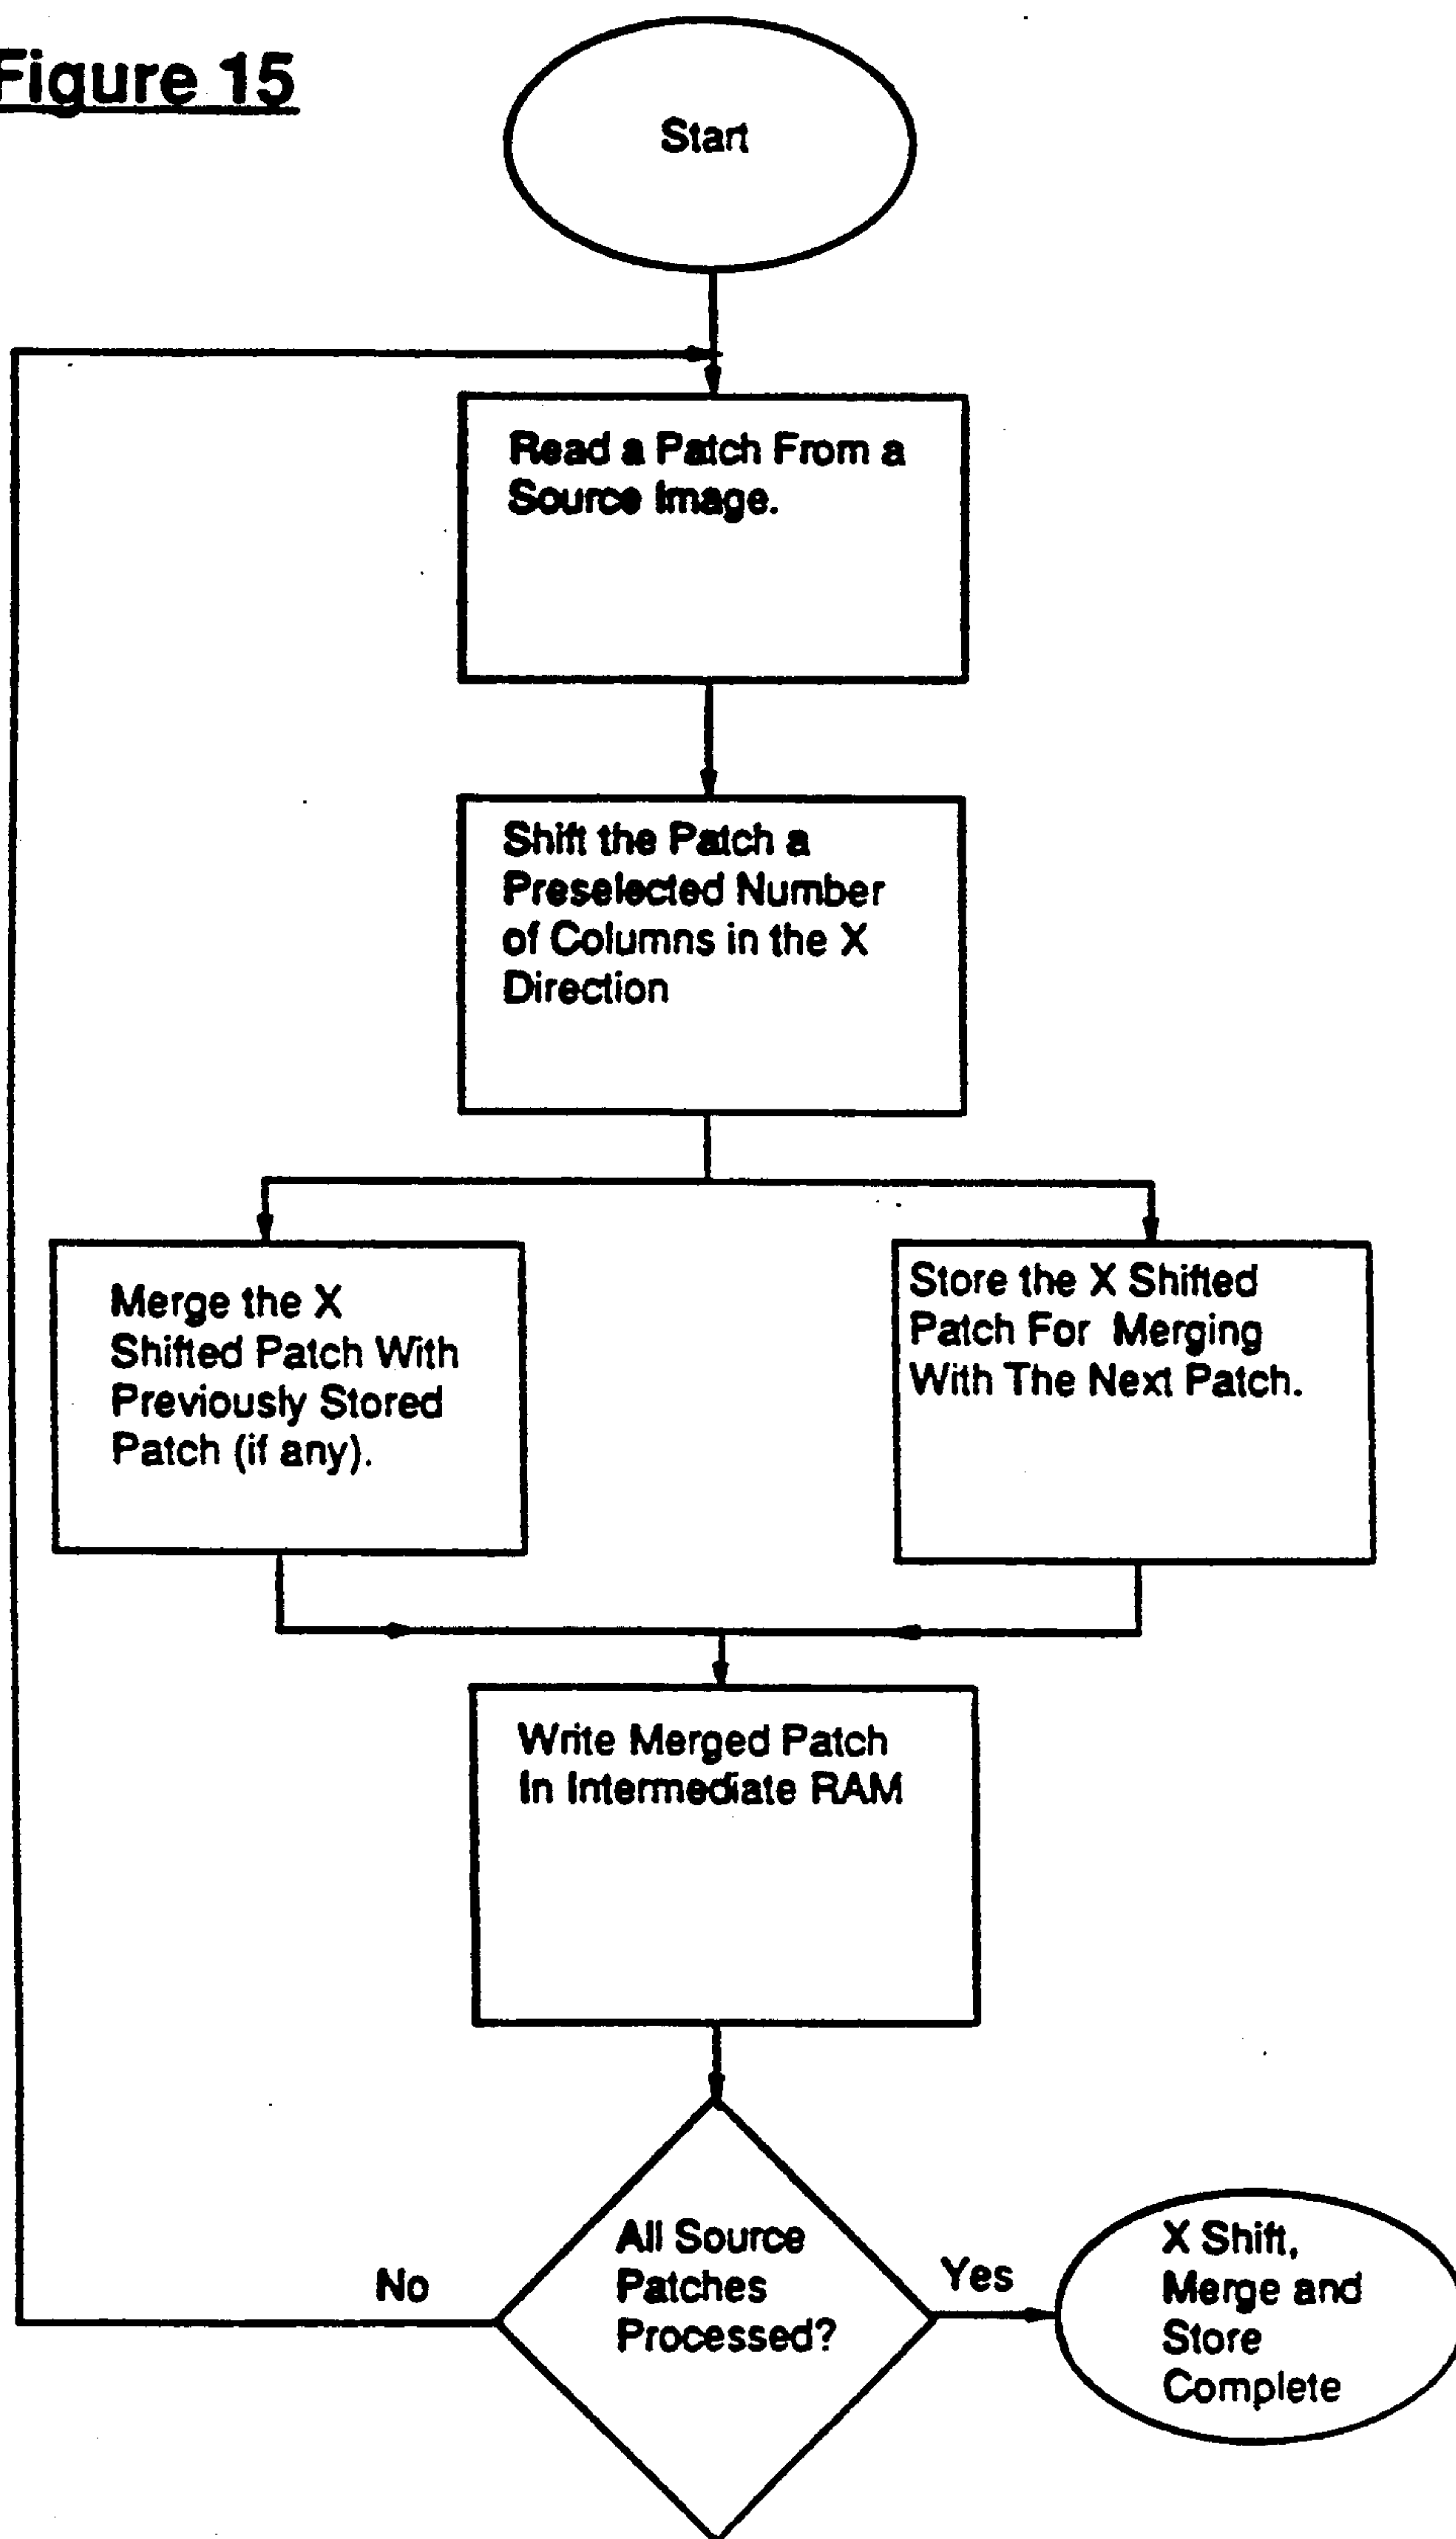 Figure 15
Start
Read a Patch From a
Source Image.
Shift the Patch a
Preselected Number
of Columns in the X
Direction
Merge the X
Shifted Patch With
Previously Stored
Patch (if any).
Store the X Shifted
Patch For Merging
With The Next Patch.
Write Merged Patch
In Intermediate RAM
All Source
Patches
Processed?
No
Yes
X Shift,
Merge and
Store
Complete